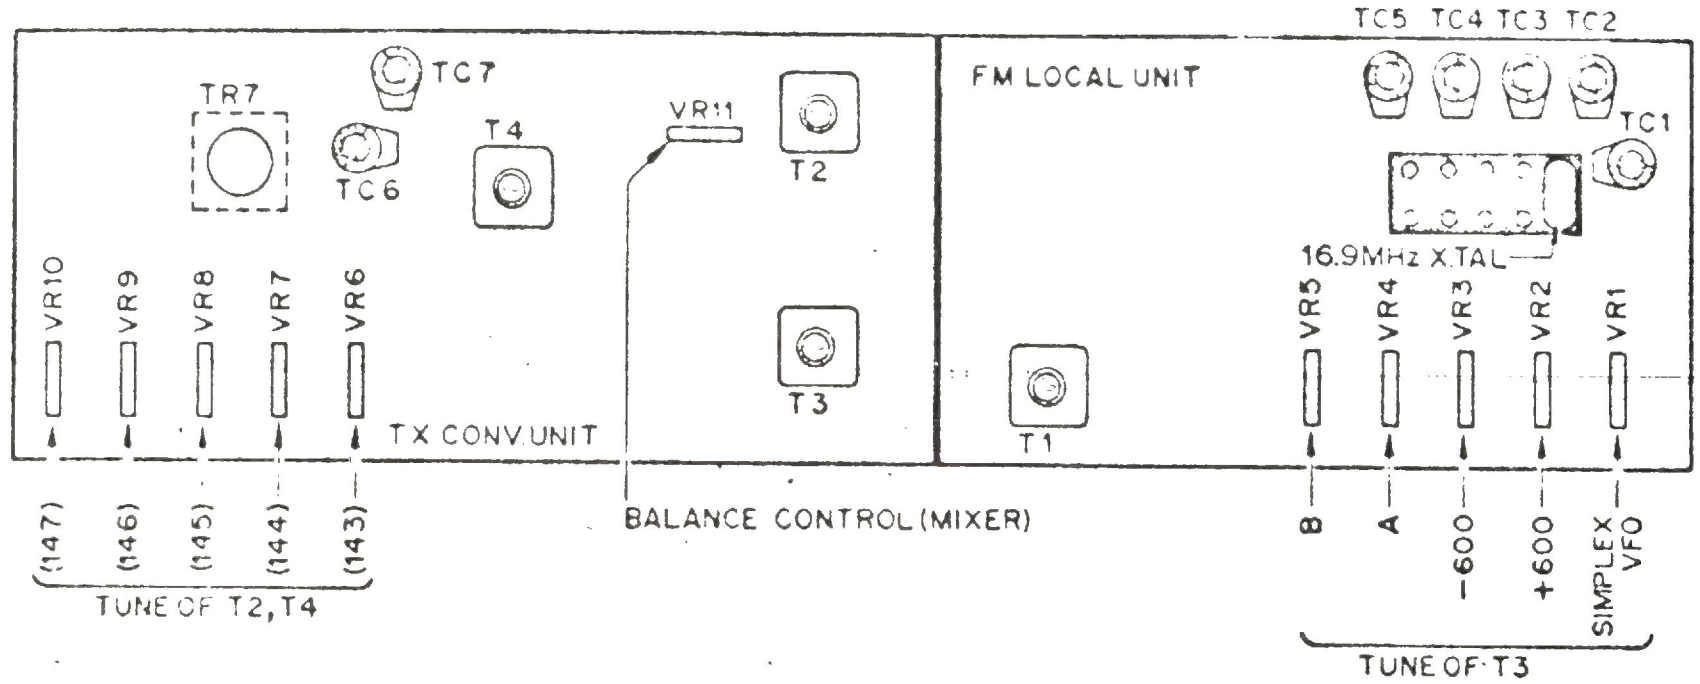 TC5 TC4 TC3 TC2
TC7
FM LOCAL UNIT
TR7
VR11
T4
TC1
T2
TC6
16.9MHz X.TAL
VR10
VR9
VR8
VR7
VR6
VR5
VR4
VR3
VR2
VR1
T3
TX CONV.UNIT
T1
(147)
(146)
(145)
(144)
(143)
BALANCE CONTROL (MIXER)
B
A
-600
+600
SIMPLEX
VFO
TUNE OF T2, T4
TUNE OF T3